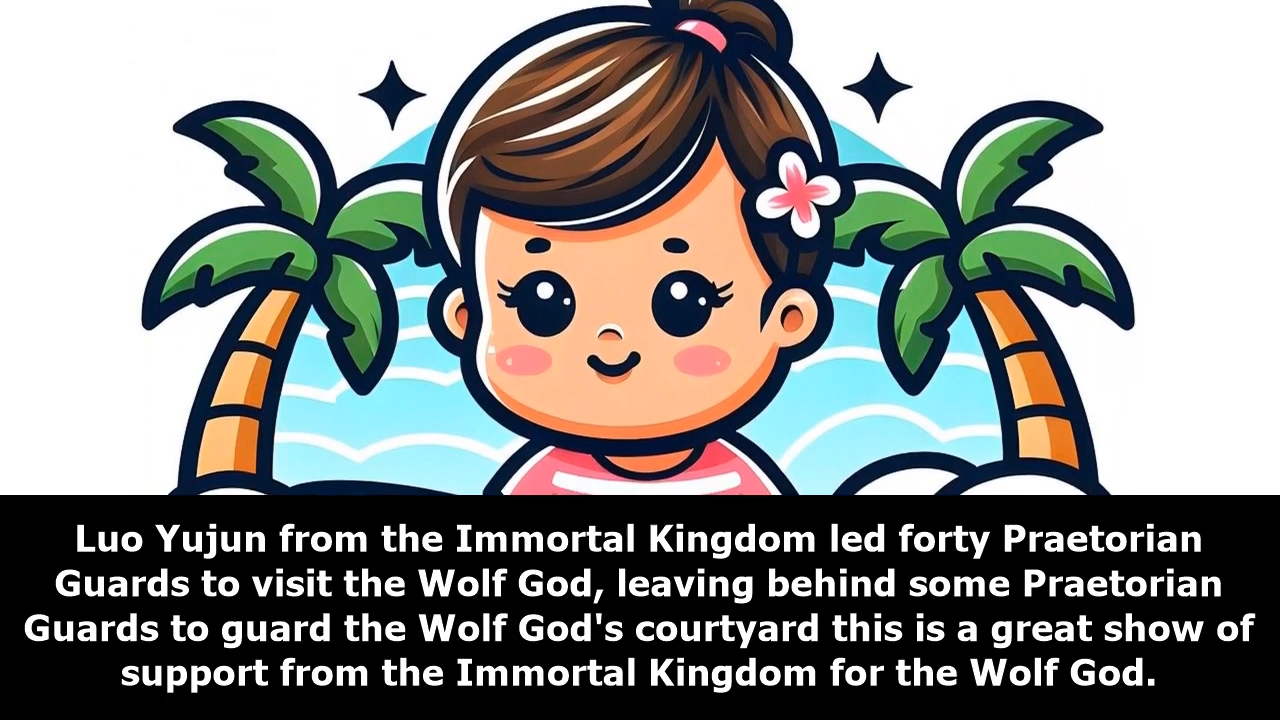 Luo Yujun from the Immortal Kingdom led forty Praetorian
Guards to visit the Wolf God, leaving behind some Praetorian
Guards to guard the Wolf God's courtyard this is a great show of
support from the Immortal Kingdom for the Wolf God.